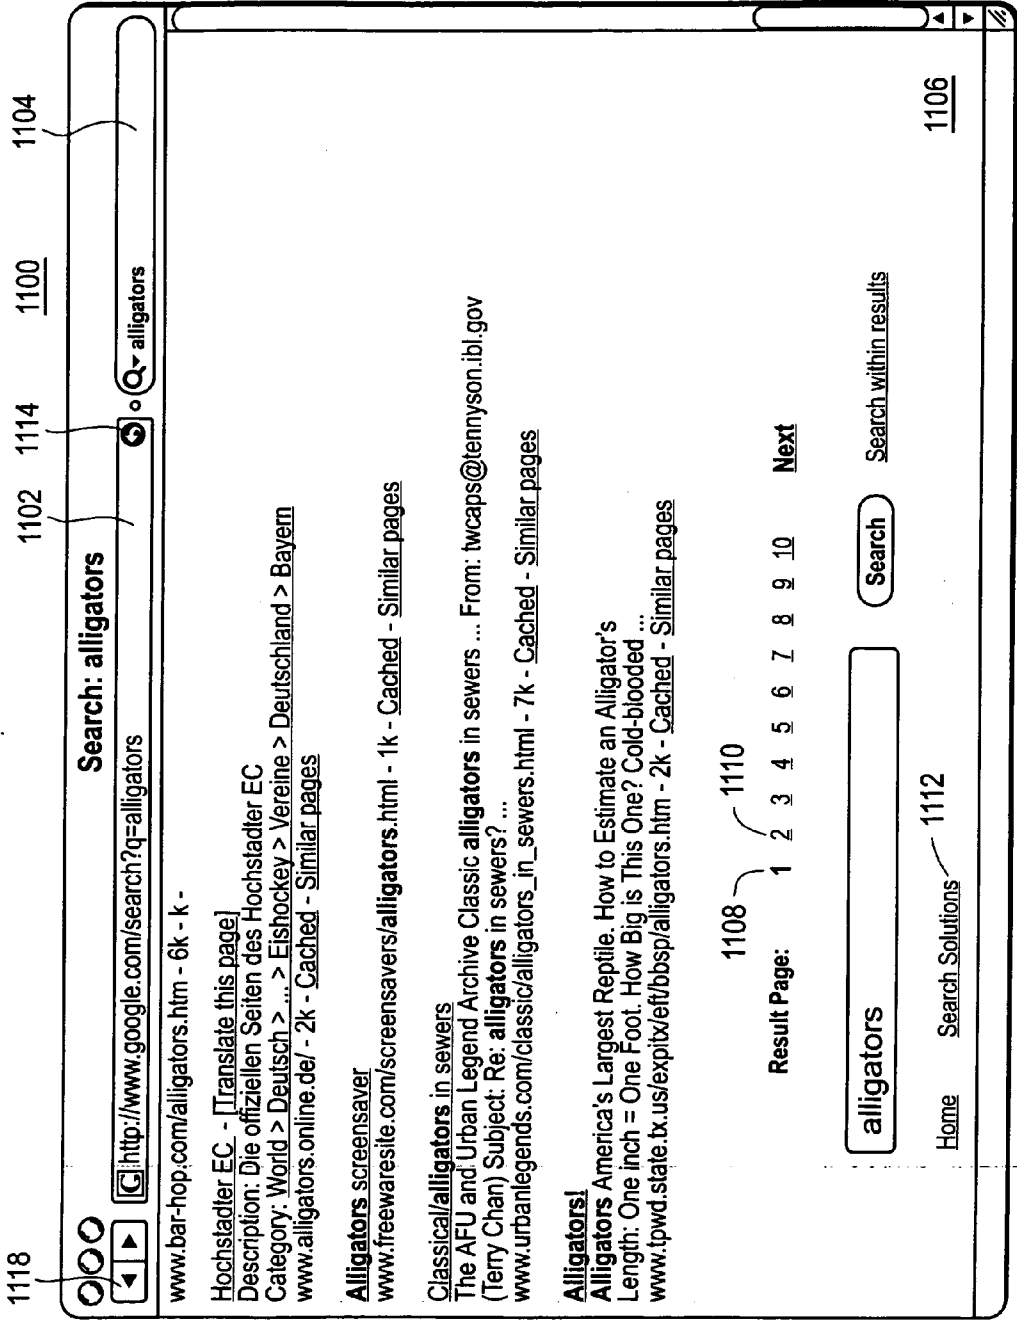 1100
1118
1102
1114
1104
Search: alligators
G http://www.google.com/search?q=alligators
alligators
www.bar-hop.com/alligators.htm - 6k - k -
Hochstadter EC - [Translate this page]
Description: Die offiziellen Seiten des Hochstadter EC
Category: World > Deutsch > ... > Eishockey > Vereine > Deutschland > Bayern
www.alligators.online.de/ - 2k - Cached - Similar pages
Alligators screensaver
www.freewaresite.com/screensavers/alligators.html - 1k - Cached - Similar pages
Classical/alligators in sewers
The AFU and Urban Legend Archive Classic alligators in sewers ... From: twcaps@tennyson.ibl.gov
(Terry Chan) Subject: Re: alligators in sewers? ...
www.urbanlegends.com/classic/alligators_in_sewers.html - 7k - Cached - Similar pages
Alligators!
Alligators America's Largest Reptile. How to Estimate an Alligator's
Length: One inch = One Foot. How Big is This One? Cold-blooded ...
www.tpwd.state.tx.us/expitx/eft/bbsp/alligators.htm - 2k - Cached - Similar pages
1108
1110
Result Page: 1 2 3 4 5 6 7 8 9 10 Next
alligators Search Search within results
Home Search Solutions 1112
1106